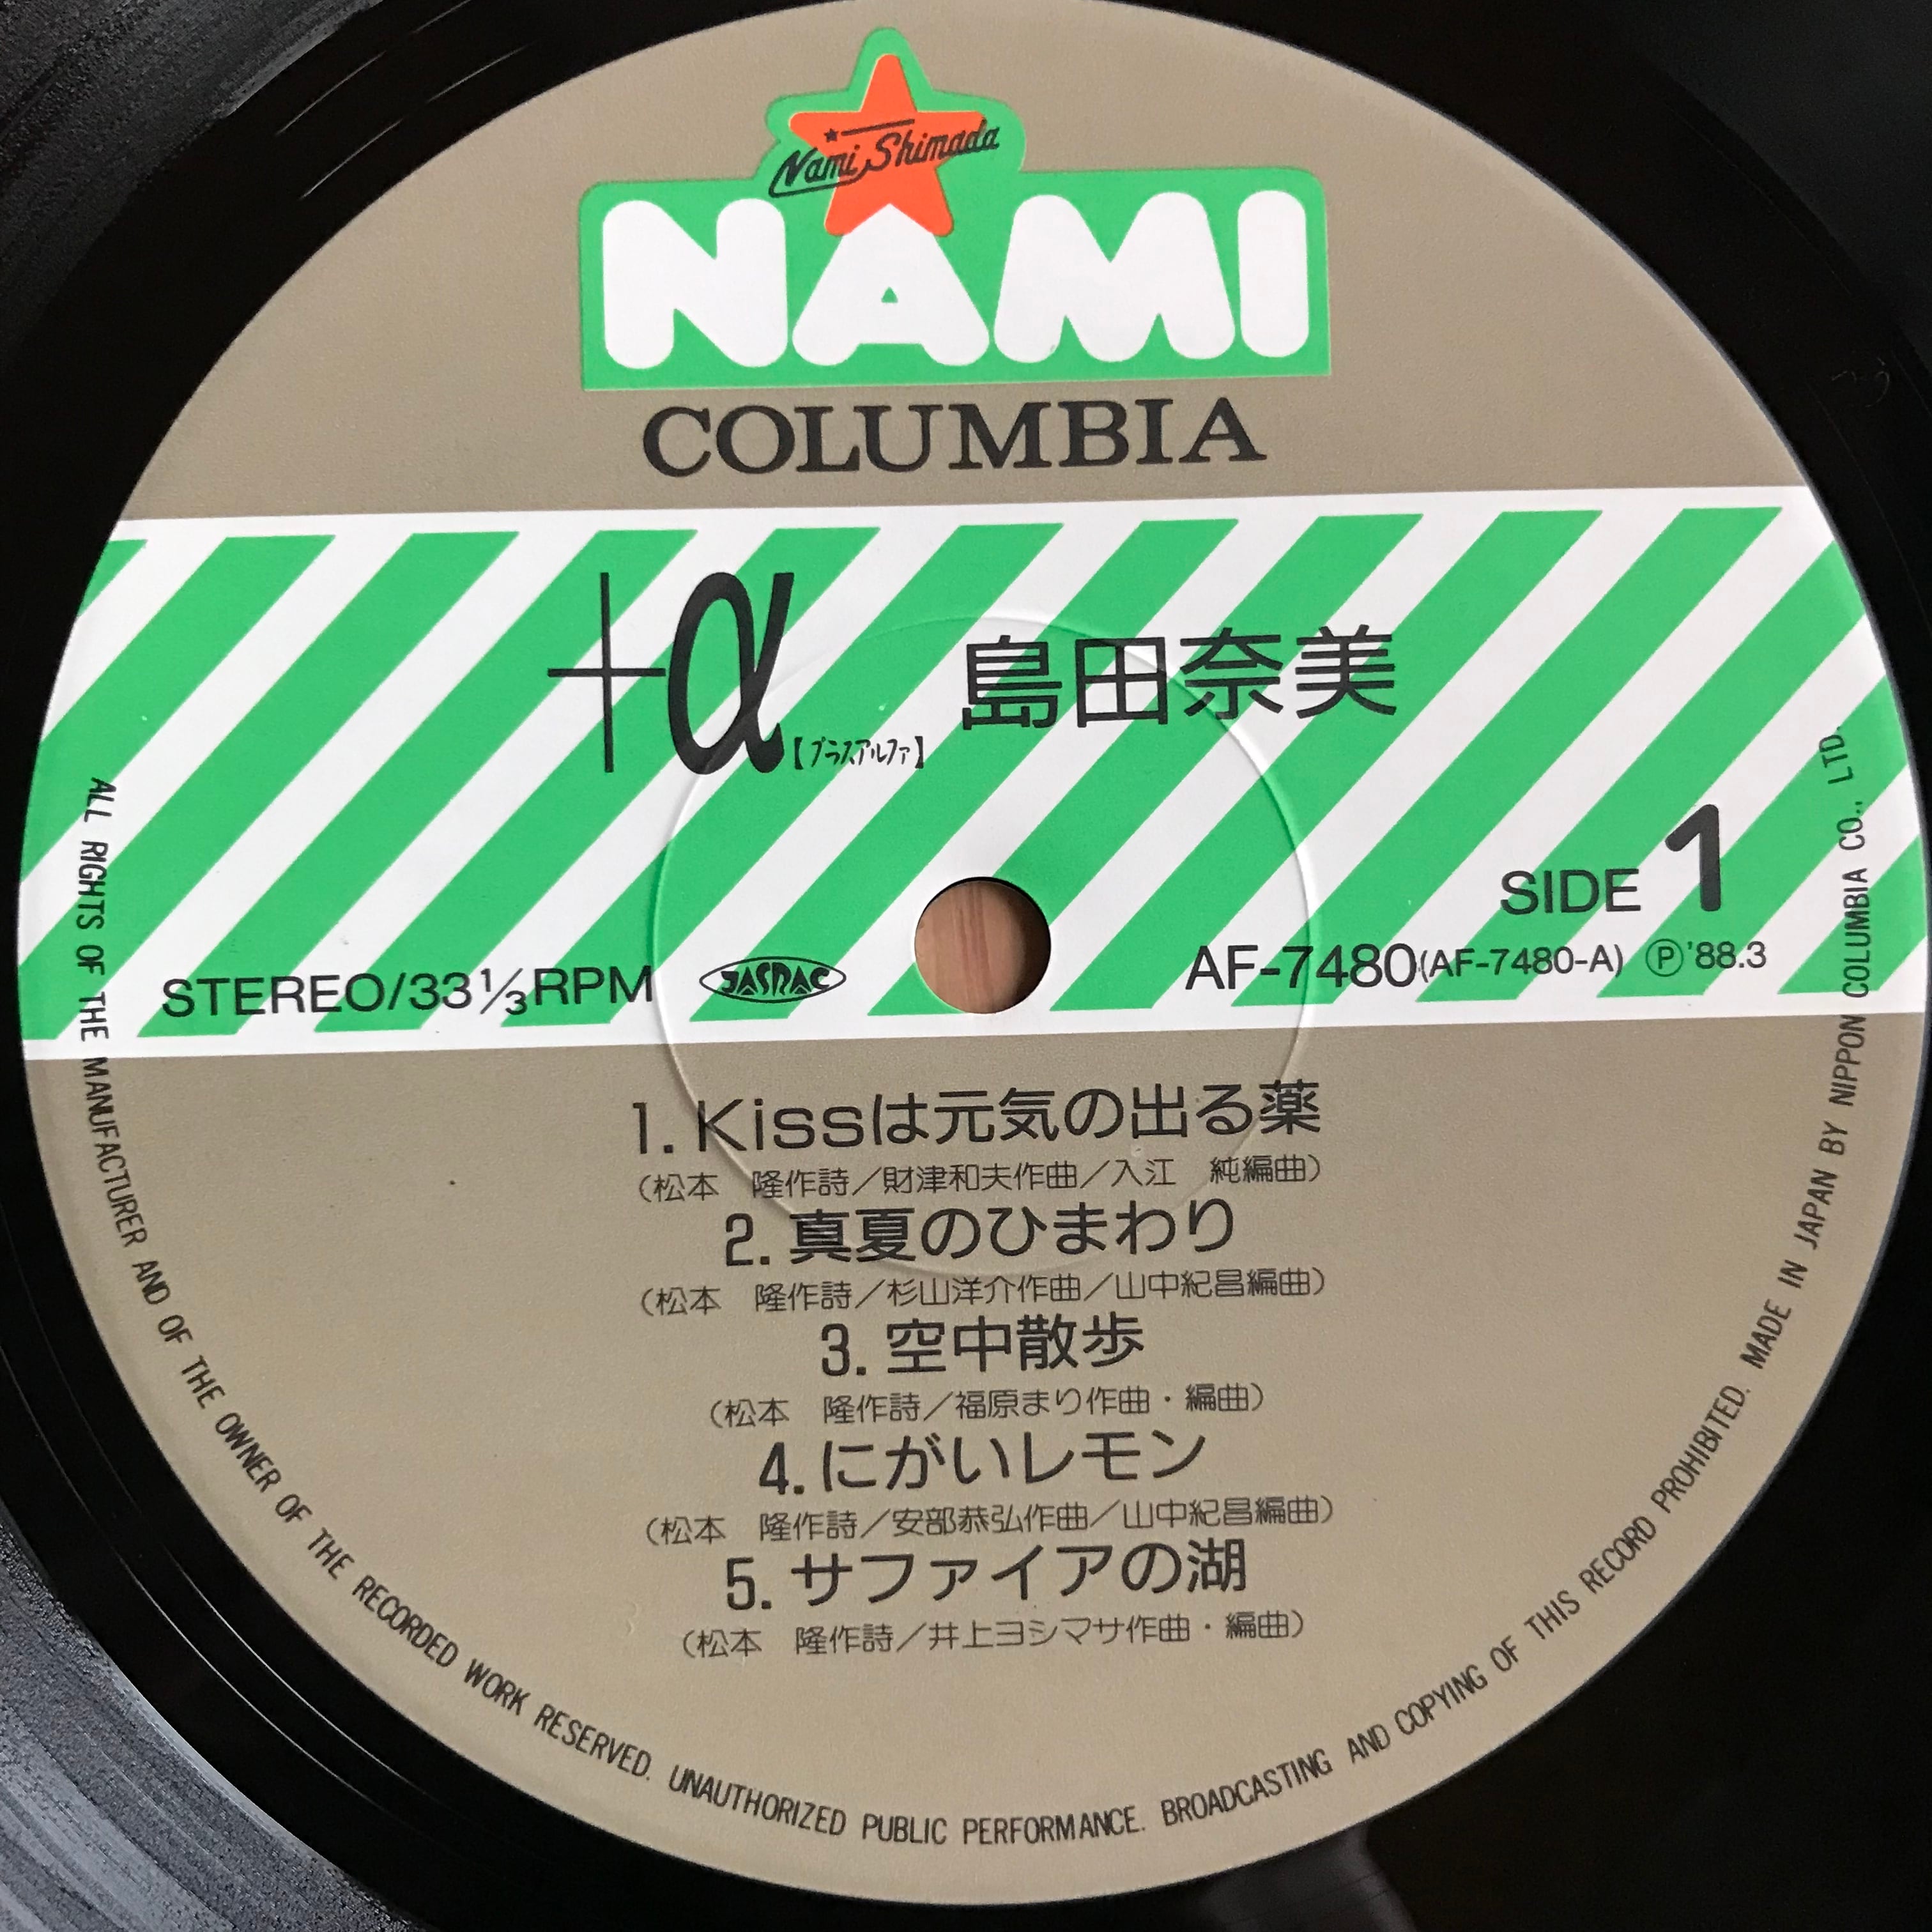 Nami Shimada
NAMI
COLUMBIA
+α【プラスアルファ】 島田奈美
SIDE 1
STEREO/33⅓RPM JASRAC AF-7480(AF-7480-A) Ⓟ'88.3
1. Kissは元気の出る薬
(松本　隆作詩／財津和夫作曲／入江　純編曲)
2. 真夏のひまわり
(松本　隆作詩／杉山洋介作曲／山中紀昌編曲)
3. 空中散歩
(松本　隆作詩／福原まり作曲・編曲)
4. にがいレモン
(松本　隆作詩／安部恭弘作曲／山中紀昌編曲)
5. サファイアの湖
(松本　隆作詩／井上ヨシマサ作曲・編曲)
ALL RIGHTS OF THE MANUFACTURER AND OF THE OWNER OF THE RECORDED WORK RESERVED. UNAUTHORIZED PUBLIC PERFORMANCE. BROADCASTING AND COPYING OF THIS RECORD PROHIBITED. MADE IN JAPAN BY NIPPON COLUMBIA CO., LTD.